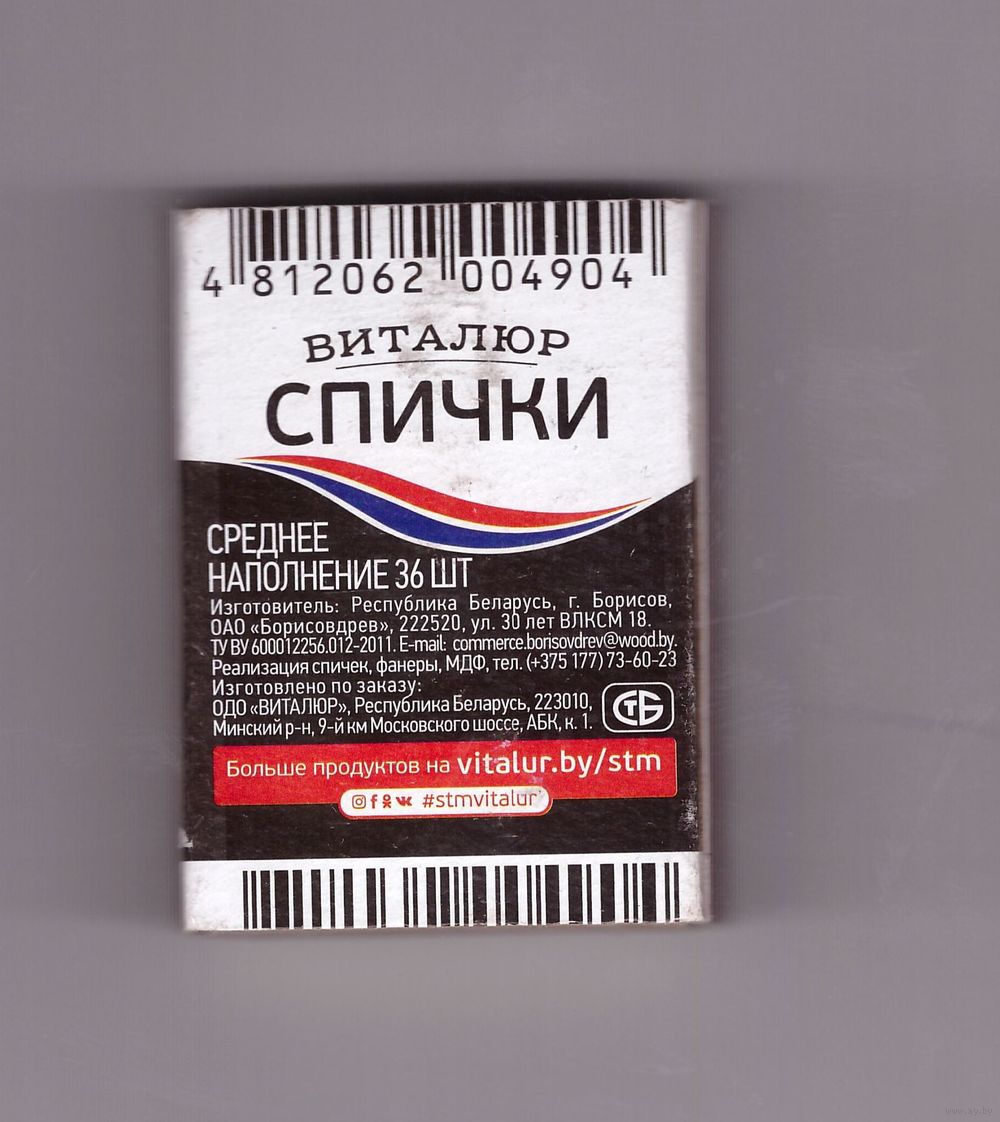 4 812062 004904
ВИТАЛЮР
СПИЧКИ
СРЕДНЕЕ
НАПОЛНЕНИЕ 36 ШТ
Изготовитель: Республика Беларусь, г. Борисов,
ОАО «Борисовдрев», 222520, ул. 30 лет ВЛКСМ 18.
ТУ BY 600012256.012-2011. E-mail: commerce.borisovdrev@wood.by.
Реализация спичек, фанеры, МДФ, тел. (+375 177) 73-60-23
Изготовлено по заказу:
ОДО «ВИТАЛЮР», Республика Беларусь, 223010,
Минский р-н, 9-й км Московского шоссе, АБК, к. 1.
СТБ
Больше продуктов на vitalur.by/stm
#stmvitalur
www.ay.by